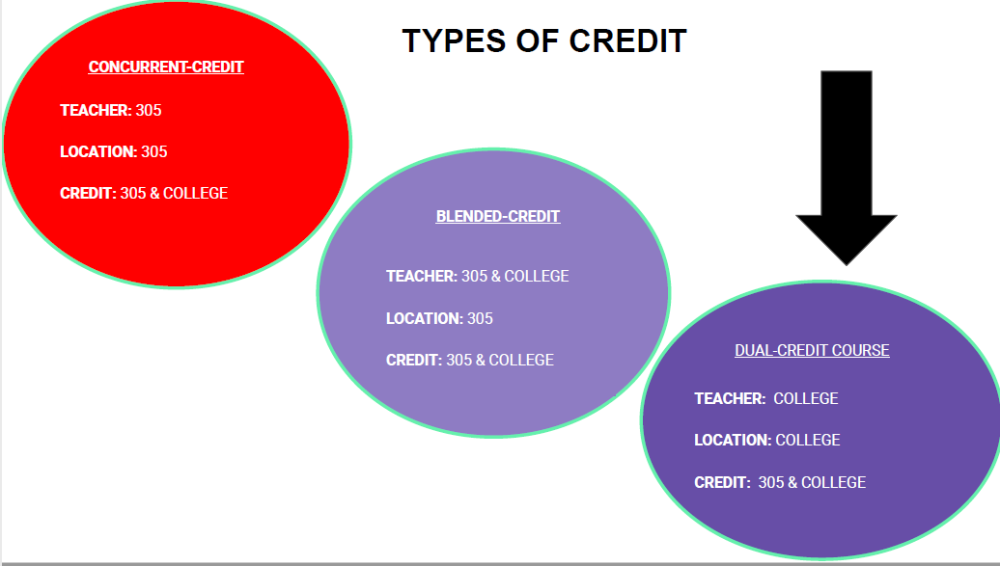 TYPES OF CREDIT
CONCURRENT-CREDIT
TEACHER: 305
LOCATION: 305
CREDIT: 305 & COLLEGE
BLENDED-CREDIT
TEACHER: 305 & COLLEGE
LOCATION: 305
CREDIT: 305 & COLLEGE
DUAL-CREDIT COURSE
TEACHER: COLLEGE
LOCATION: COLLEGE
CREDIT: 305 & COLLEGE